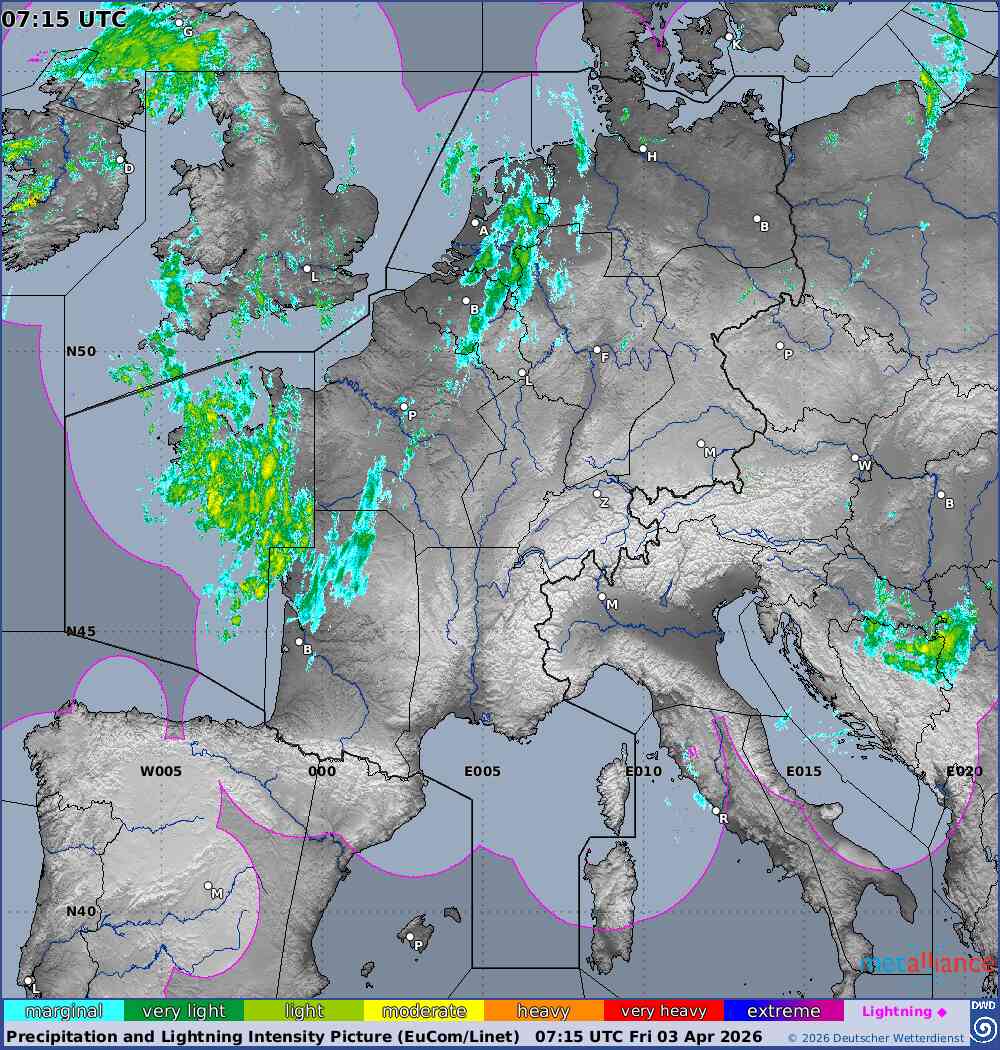 07:15 UTC
G
K
D
H
A
B
L
B
N50
F
P
L
P
M
W
Z
B
M
N45
B
W005
000
E005
E010
E015
E020
R
M
N40
P
metalliance
L
marginal very light light moderate heavy very heavy extreme Lightning ◆
DWD
Precipitation and Lightning Intensity Picture (EuCom/Linet) 07:15 UTC Fri 03 Apr 2026 © 2026 Deutscher Wetterdienst